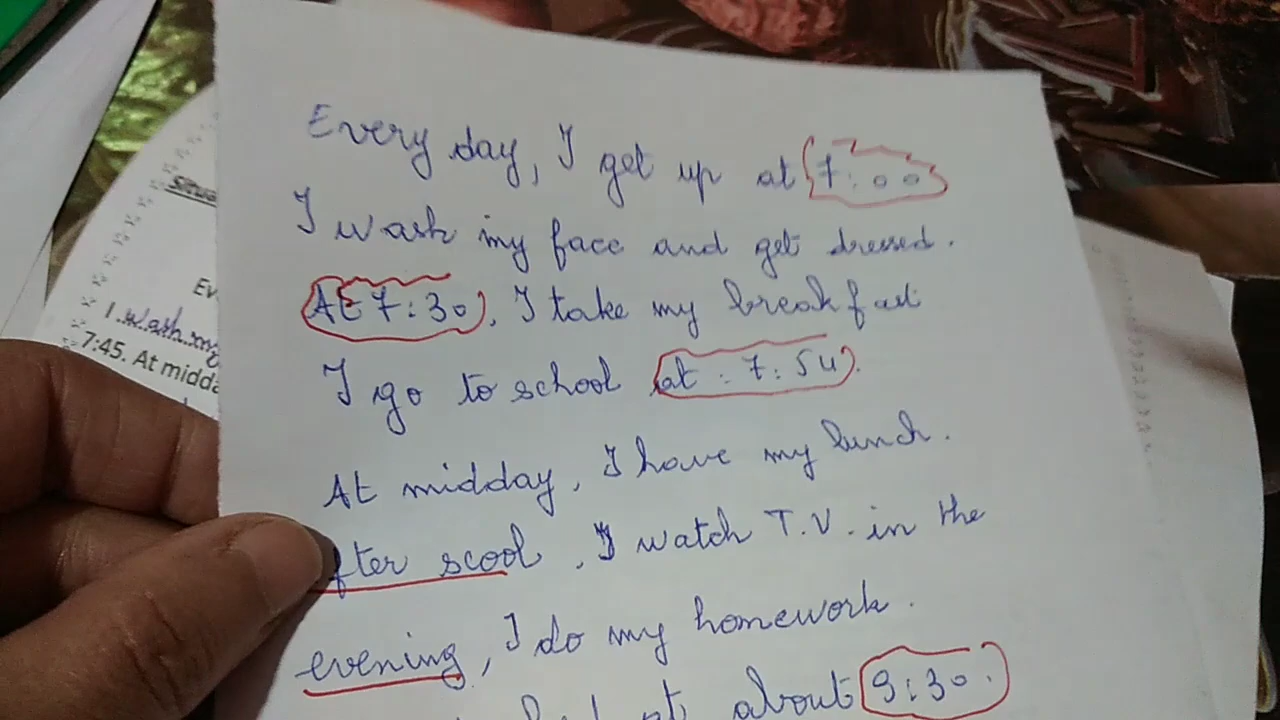 Every day, I get up at 7:00
I wash my face and get dressed.
At 7:30, I take my breakfast
I go to school at : 7:54.
At midday, I have my lunch.
fter scool, I watch T.V. in the
evening, I do my homework.
at about 9:30.
Situa
Ev
I wash my
7:45. At midda